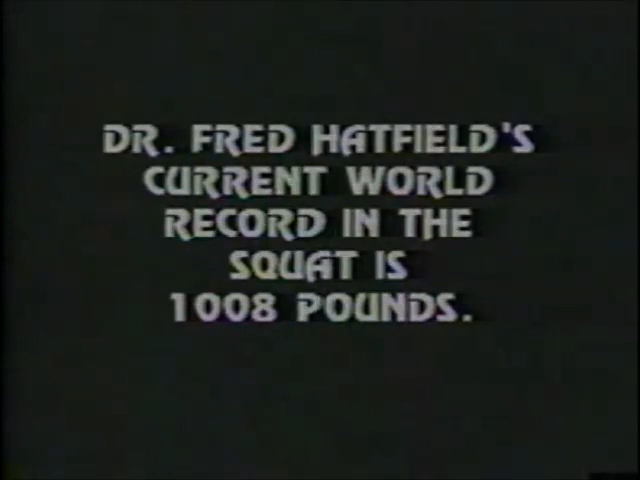 DR. FRED HATFIELD'S
CURRENT WORLD
RECORD IN THE
SQUAT IS
1008 POUNDS.